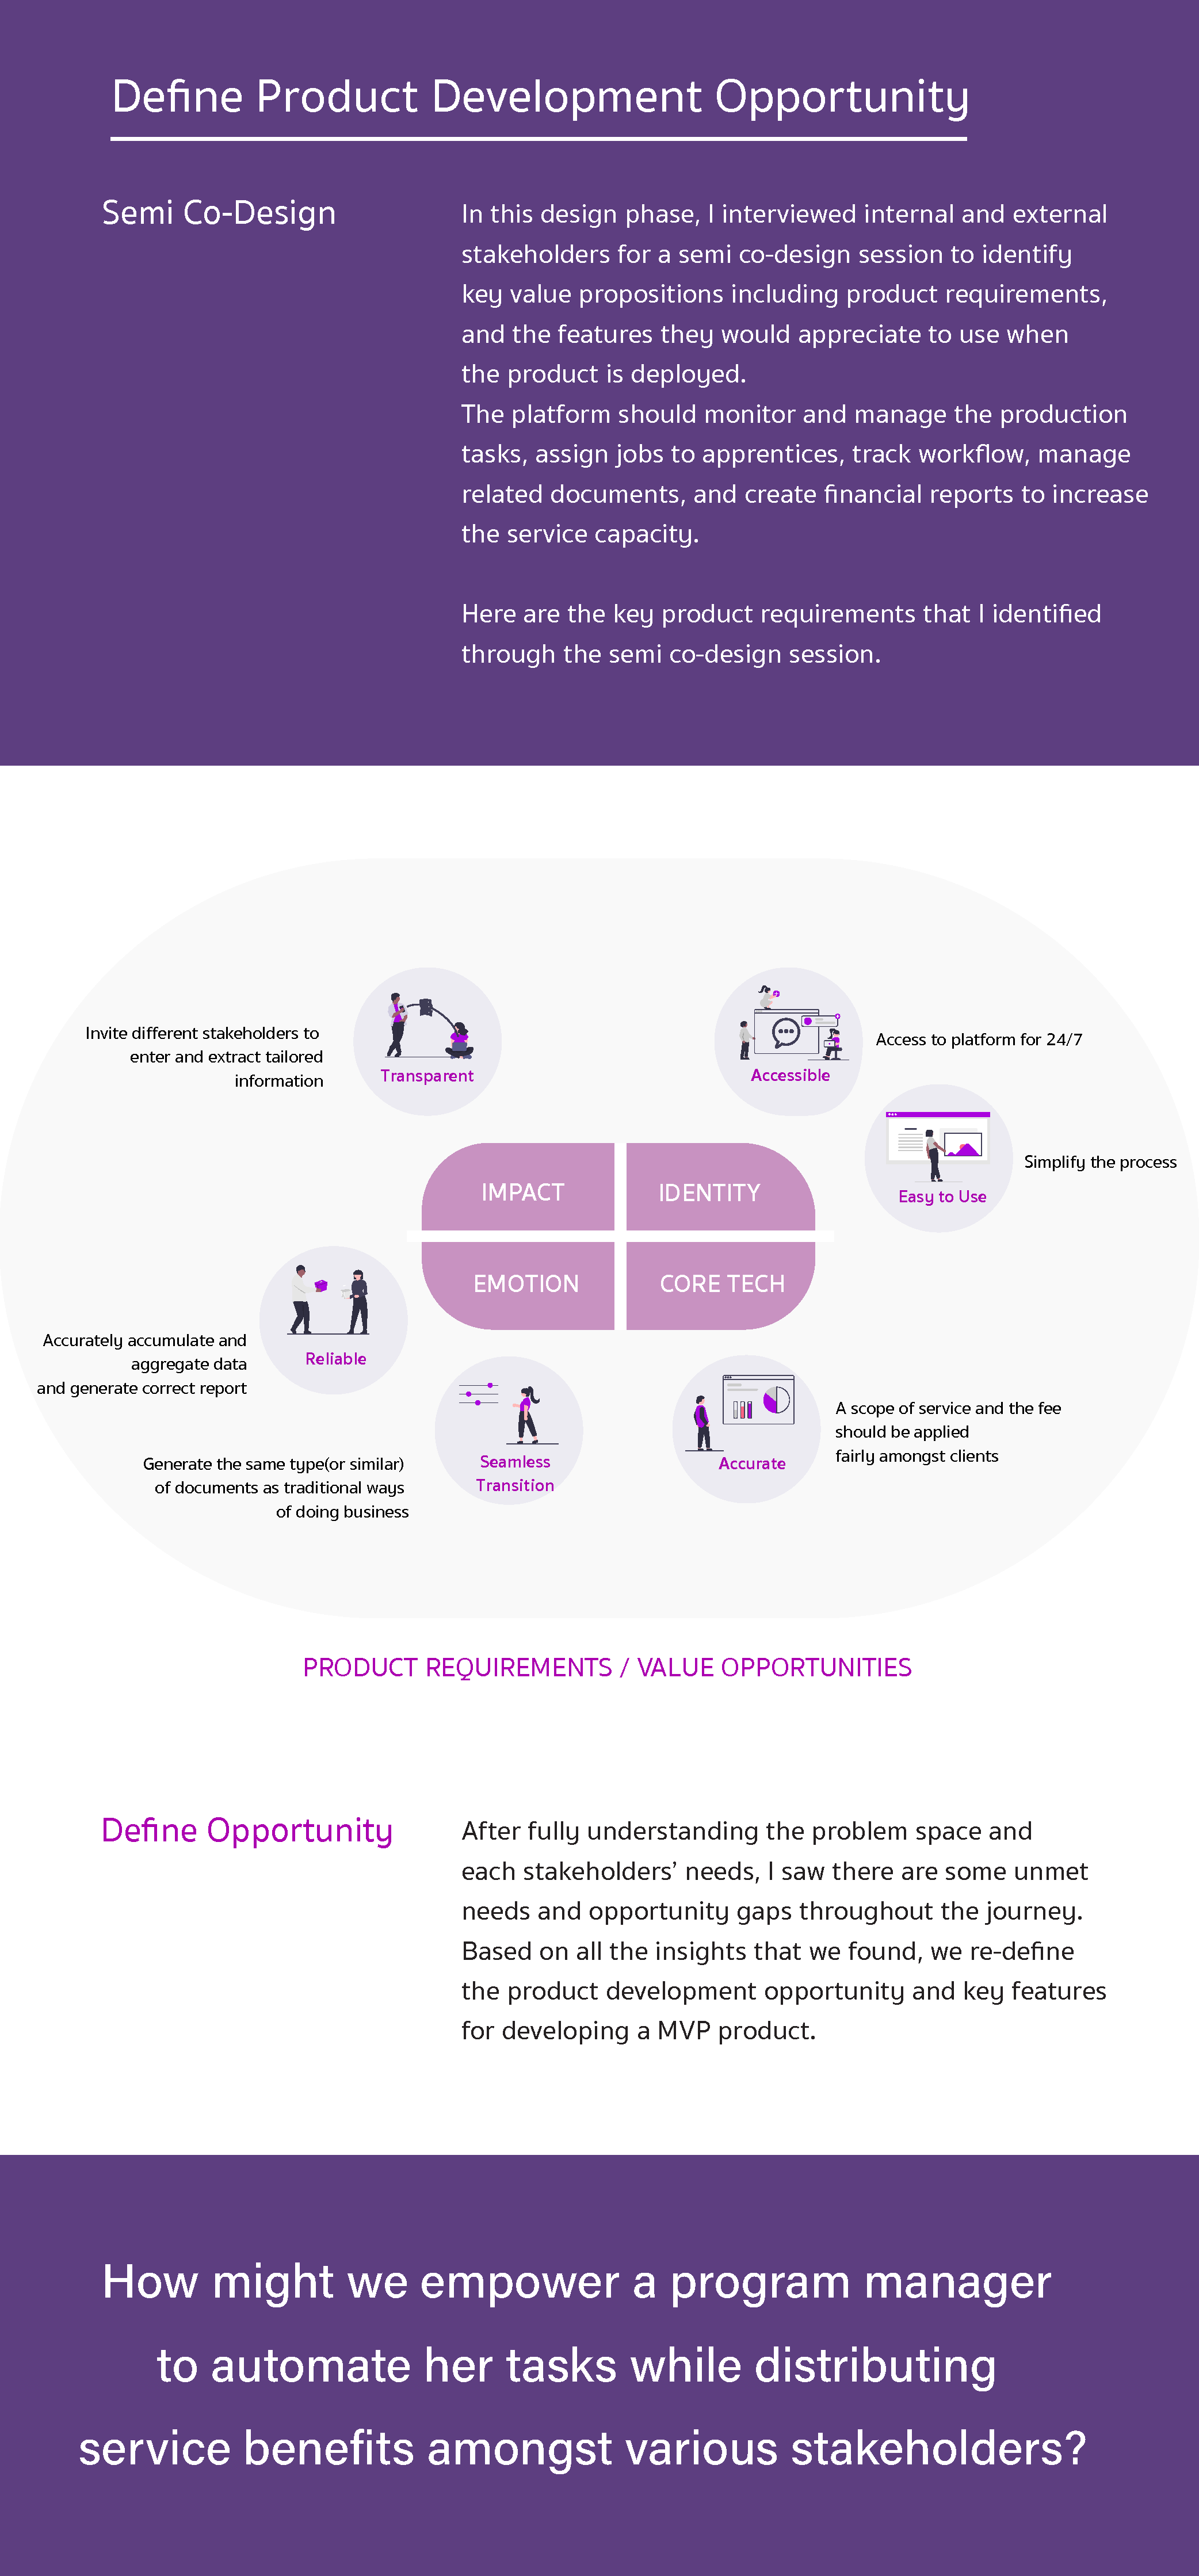 Define Product Development Opportunity
Semi Co-Design
In this design phase, I interviewed internal and external
stakeholders for a semi co-design session to identify
key value propositions including product requirements,
and the features they would appreciate to use when
the product is deployed.
The platform should monitor and manage the production
tasks, assign jobs to apprentices, track workflow, manage
related documents, and create financial reports to increase
the service capacity.
Here are the key product requirements that I identified
through the semi co-design session.
Invite different stakeholders to
enter and extract tailored
information
Transparent
Accessible
Access to platform for 24/7
Easy to Use
Simplify the process
IMPACT
IDENTITY
EMOTION
CORE TECH
Accurately accumulate and
aggregate data
and generate correct report
Reliable
Generate the same type(or similar)
of documents as traditional ways
of doing business
Seamless
Transition
Accurate
A scope of service and the fee
should be applied
fairly amongst clients
PRODUCT REQUIREMENTS / VALUE OPPORTUNITIES
Define Opportunity
After fully understanding the problem space and
each stakeholders’ needs, I saw there are some unmet
needs and opportunity gaps throughout the journey.
Based on all the insights that we found, we re-define
the product development opportunity and key features
for developing a MVP product.
How might we empower a program manager
to automate her tasks while distributing
service benefits amongst various stakeholders?